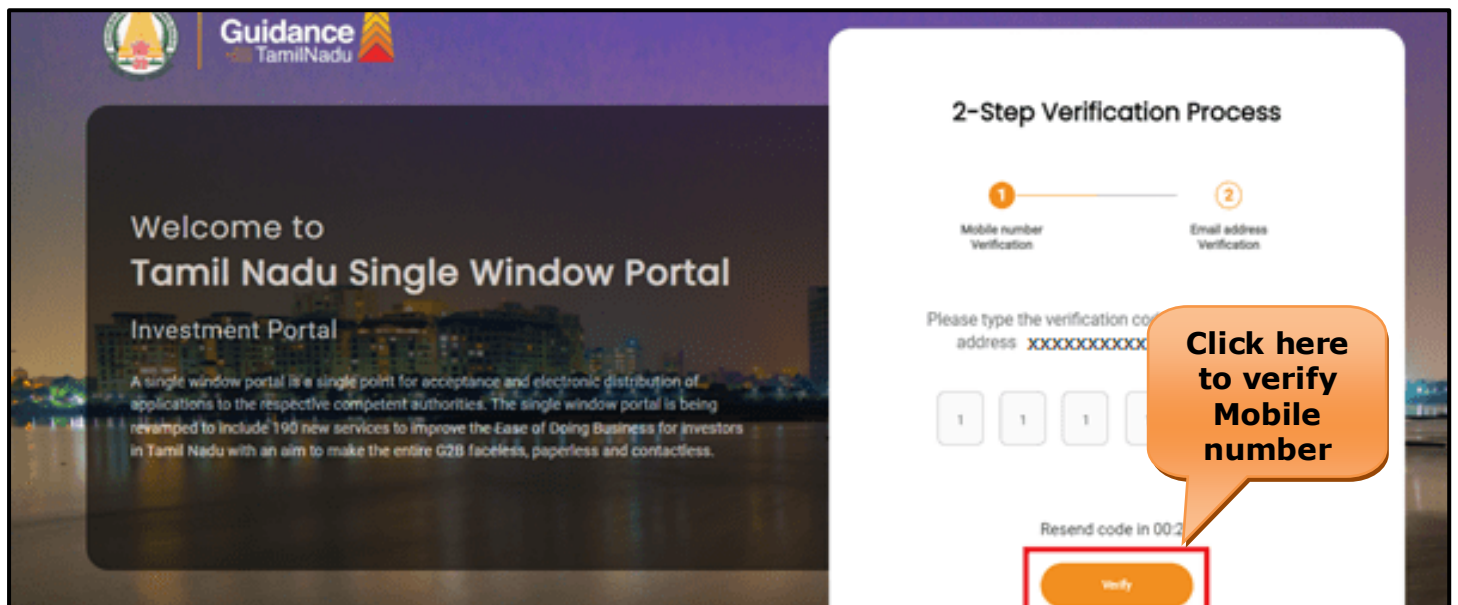 Guidance
TamilNadu
Welcome to
Tamil Nadu Single Window Portal
Investment Portal
A single window portal is a single point for acceptance and electronic distribution of
applications to the respective competent authorities. The single window portal is being
revamped to include 190 new services to improve the Ease of Doing Business for investors
in Tamil Nadu with an aim to make the entire G2B faceless, paperless and contactless.
2-Step Verification Process
1
2
Mobile number
Verification
Email address
Verification
Please type the verification
address XXXXXXXXXX
1 1 1
Click here
to verify
Mobile
number
Resend code in 00:2
Verify